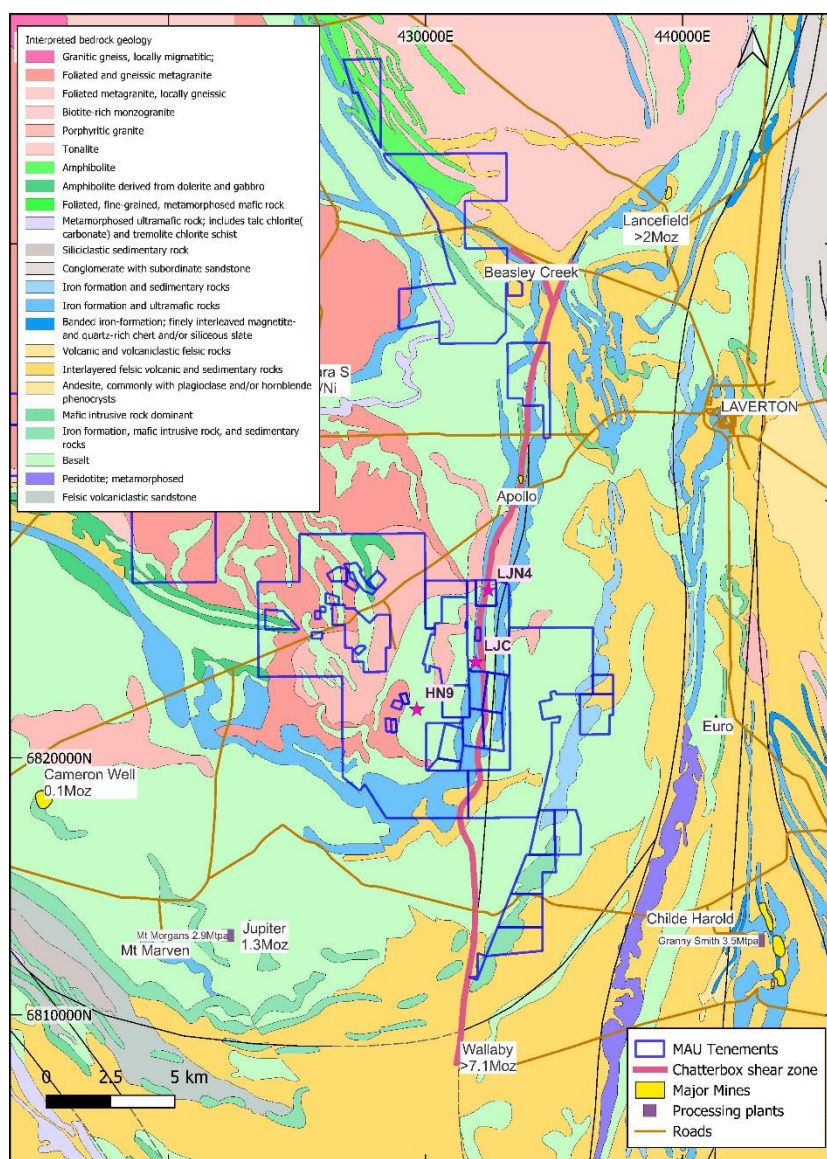 430000E
440000E
Interpreted bedrock geology
Granitic gneiss, locally migmatitic;
Foliated and gneissic metagranite
Foliated metagranite, locally gneissic
Biotite-rich monzogranite
Porphyritic granite
Tonalite
Amphibolite
Amphibolite derived from dolerite and gabbro
Foliated, fine-grained, metamorphosed mafic rock
Metamorphosed ultramafic rock; includes talc chlorite(
carbonate) and tremolite chlorite schist
Siliciclastic sedimentary rock
Conglomerate with subordinate sandstone
Iron formation and sedimentary rocks
Iron formation and ultramafic rocks
Banded iron-formation; finely interleaved magnetite-
and quartz-rich chert and/or siliceous slate
Volcanic and volcaniclastic felsic rocks
Interlayered felsic volcanic and sedimentary rocks
Andesite, commonly with plagioclase and/or hornblende
phenocrysts
Mafic intrusive rock dominant
Iron formation, mafic intrusive rock, and sedimentary
rocks
Basalt
Peridotite; metamorphosed
Felsic volcaniclastic sandstone
Lancefield
>2Moz
Beasley Creek
ara S
/Ni
LAVERTON
Apollo
LJN4
LJC
HN9
Euro
6820000N
Cameron Well
0.1Moz
Childe Harold
Granny Smith 3.5Mtpa
Mt Morgans 2.9Mtpa
Jupiter
1.3Moz
Mt Marven
6810000N
Wallaby
>7.1Moz
0 2.5 5 km
MAU Tenements
Chatterbox shear zone
Major Mines
Processing plants
Roads